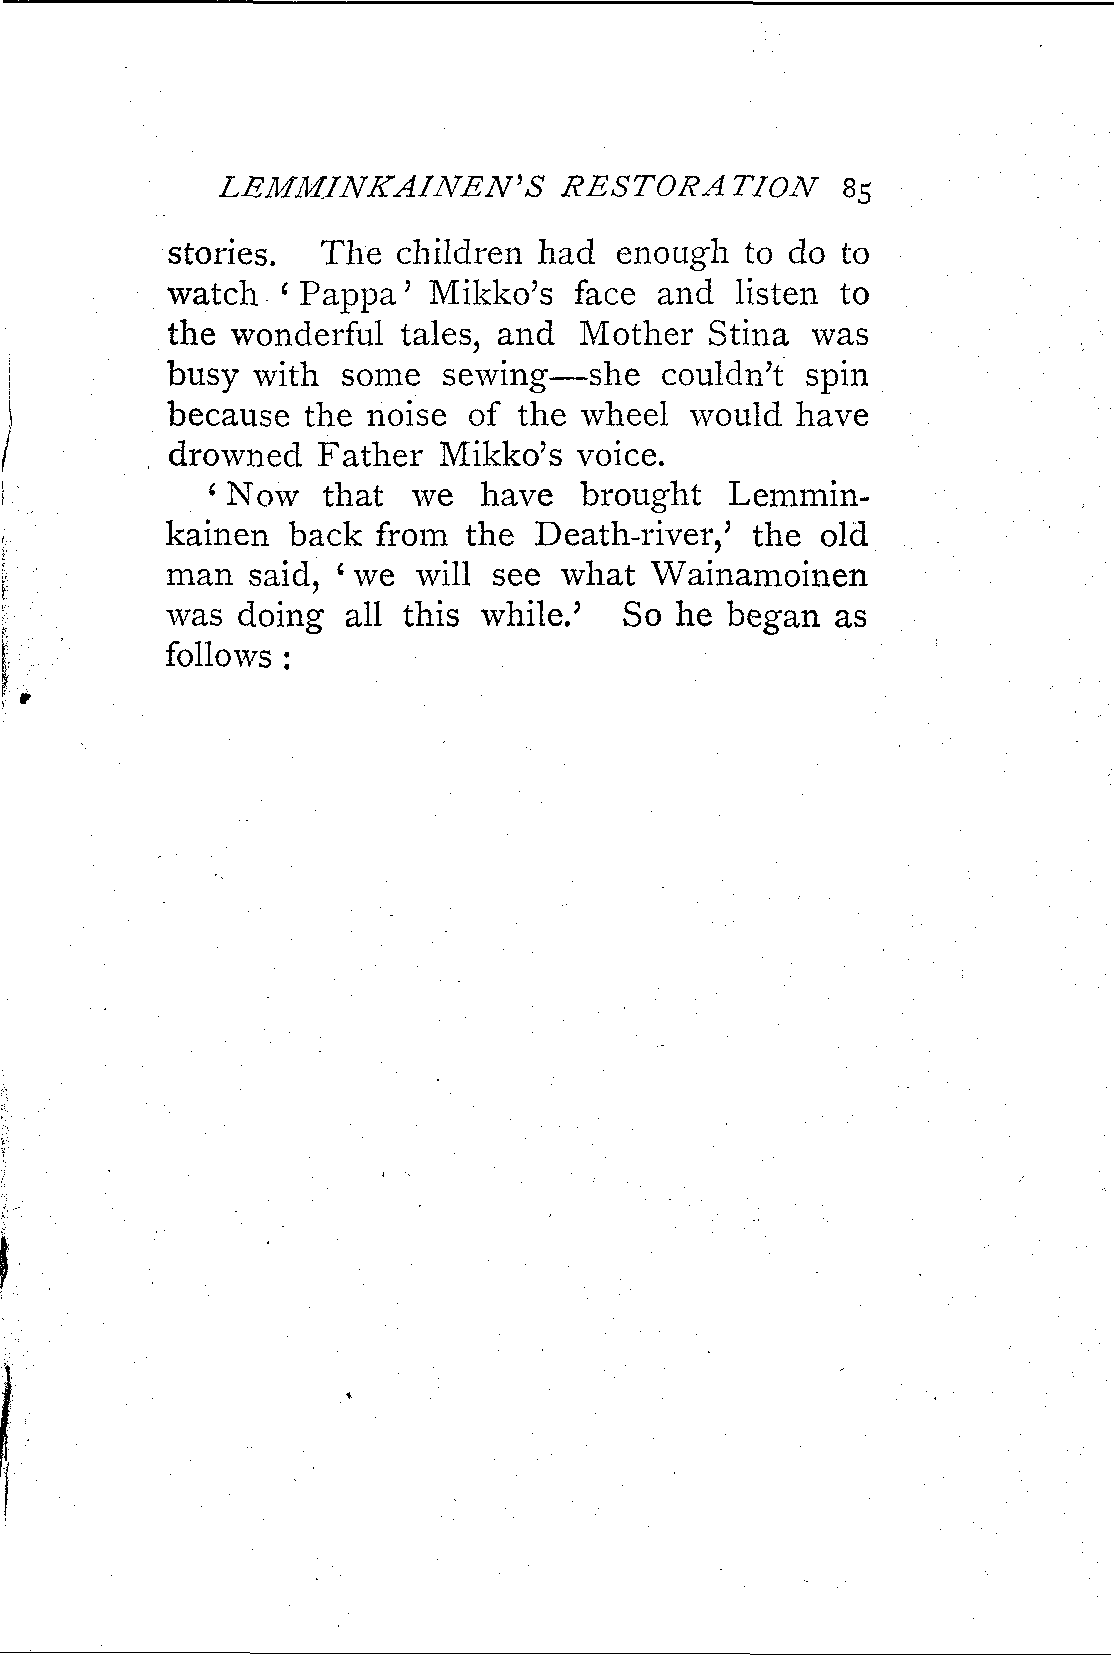 LEMMINKAINEN'S RESTORATION 85
stories. The children had enough to do to
watch ‘ Pappa ’ Mikko’s face and listen to
the wonderful tales, and Mother Stina was
busy with some sewing—she couldn’t spin
because the noise of the wheel would have
drowned Father Mikko’s voice.
‘ Now that we have brought Lemmin-
kainen back from the Death-river,’ the old
man said, ‘ we will see what Wainamoinen
was doing all this while.’ So he began as
follows :